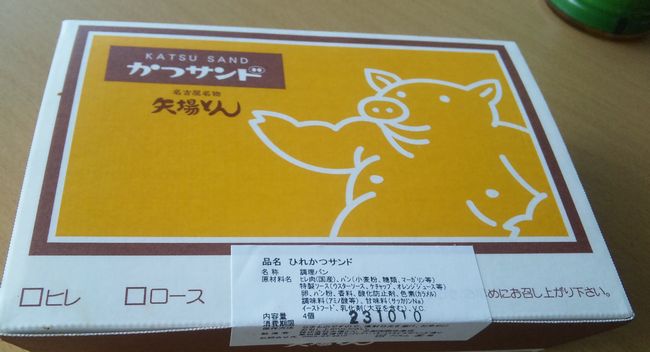 KATSU SAND
かつサンド
名古屋名物
矢場とん
品名 ひれかつサンド
名称 調理パン
原材料名 ヒレ肉(国産)、パン(小麦粉、糖類、マーガリン等)
特製ソース(ウスターソース、ケチャップ、オレンジジュース等)
卵、パン粉、香料、酸化防止剤、色素(カラメル)
調味料(アミノ酸等)、甘味料(サッカリンNa)
イーストフード、乳化剤(大豆を含む)、V.C
内容量 4個
消費期限 231010
ヒレ
ロース
めにお召し上がり下さい。